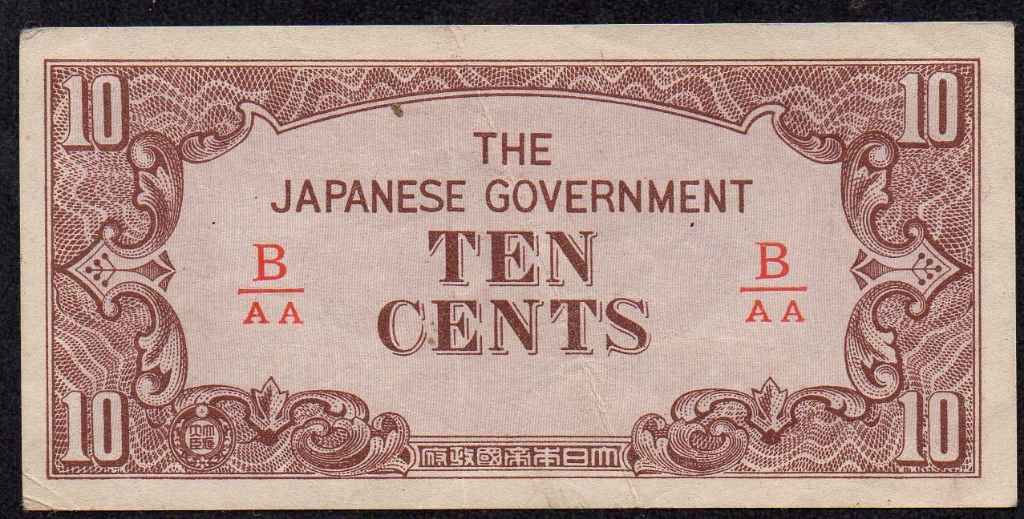 10 10
THE
JAPANESE GOVERNMENT
TEN
CENTS
B
AA
B
AA
10 10
府政國帝本日大